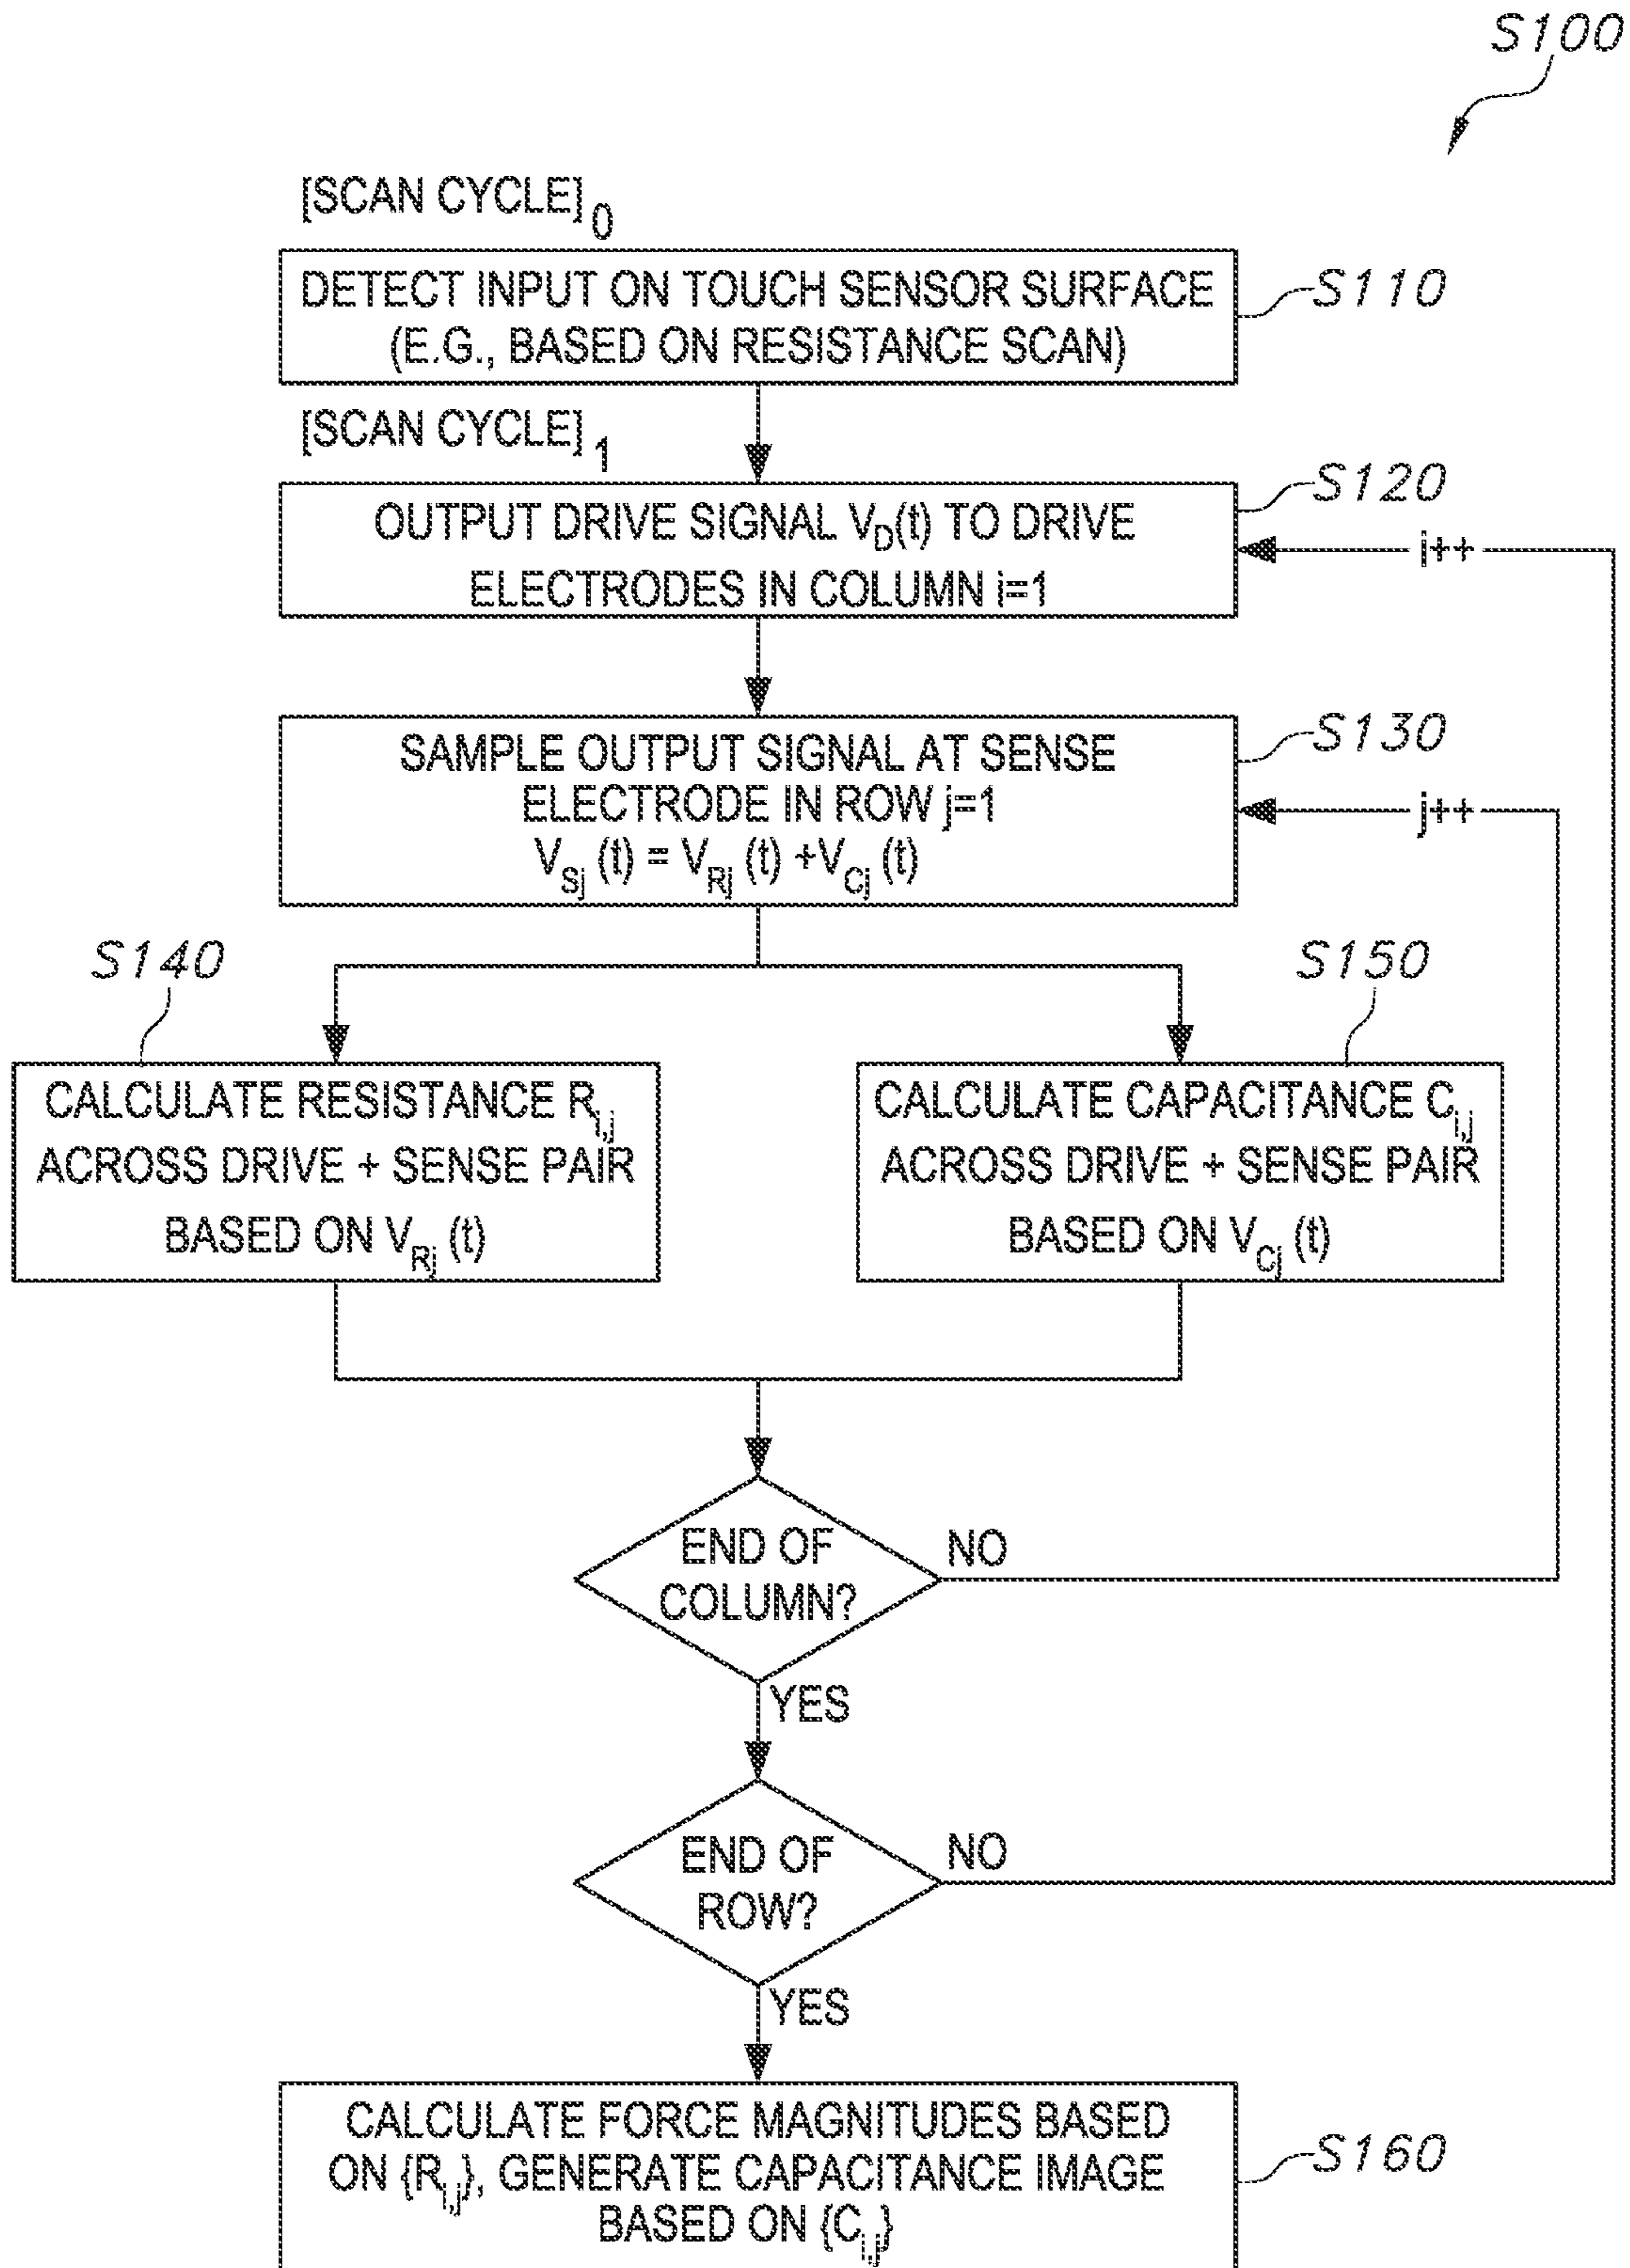 S100
[SCAN CYCLE]0
DETECT INPUT ON TOUCH SENSOR SURFACE
(E.G., BASED ON RESISTANCE SCAN)
S110
[SCAN CYCLE]1
OUTPUT DRIVE SIGNAL VD(t) TO DRIVE
ELECTRODES IN COLUMN i=1
S120
i++
SAMPLE OUTPUT SIGNAL AT SENSE
ELECTRODE IN ROW j=1
VSj (t) = VRj (t) +VCj (t)
S130
j++
S140
CALCULATE RESISTANCE Ri,j
ACROSS DRIVE + SENSE PAIR
BASED ON VRj (t)
S150
CALCULATE CAPACITANCE Ci,j
ACROSS DRIVE + SENSE PAIR
BASED ON VCj (t)
END OF
COLUMN?
NO
YES
END OF
ROW?
NO
YES
CALCULATE FORCE MAGNITUDES BASED
ON {Ri,j}, GENERATE CAPACITANCE IMAGE
BASED ON {Ci,j}
S160